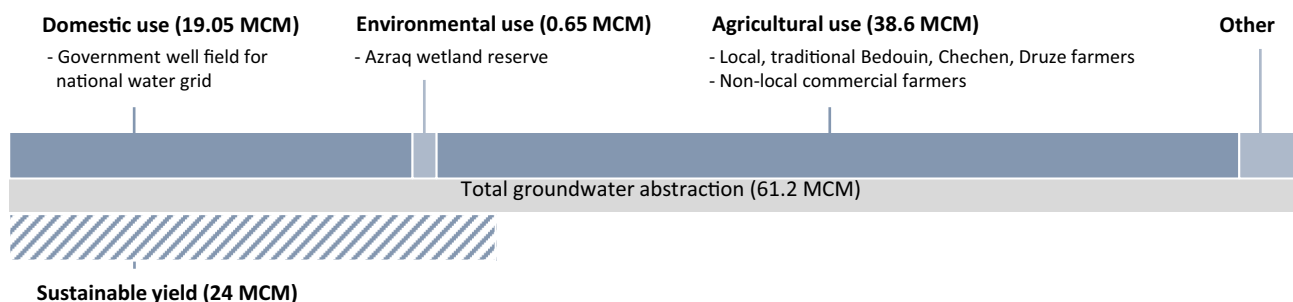 Domestic use (19.05 MCM)
- Government well field for
national water grid
Environmental use (0.65 MCM)
- Azraq wetland reserve
Agricultural use (38.6 MCM)
- Local, traditional Bedouin, Chechen, Druze farmers
- Non-local commercial farmers
Other
Total groundwater abstraction (61.2 MCM)
Sustainable yield (24 MCM)